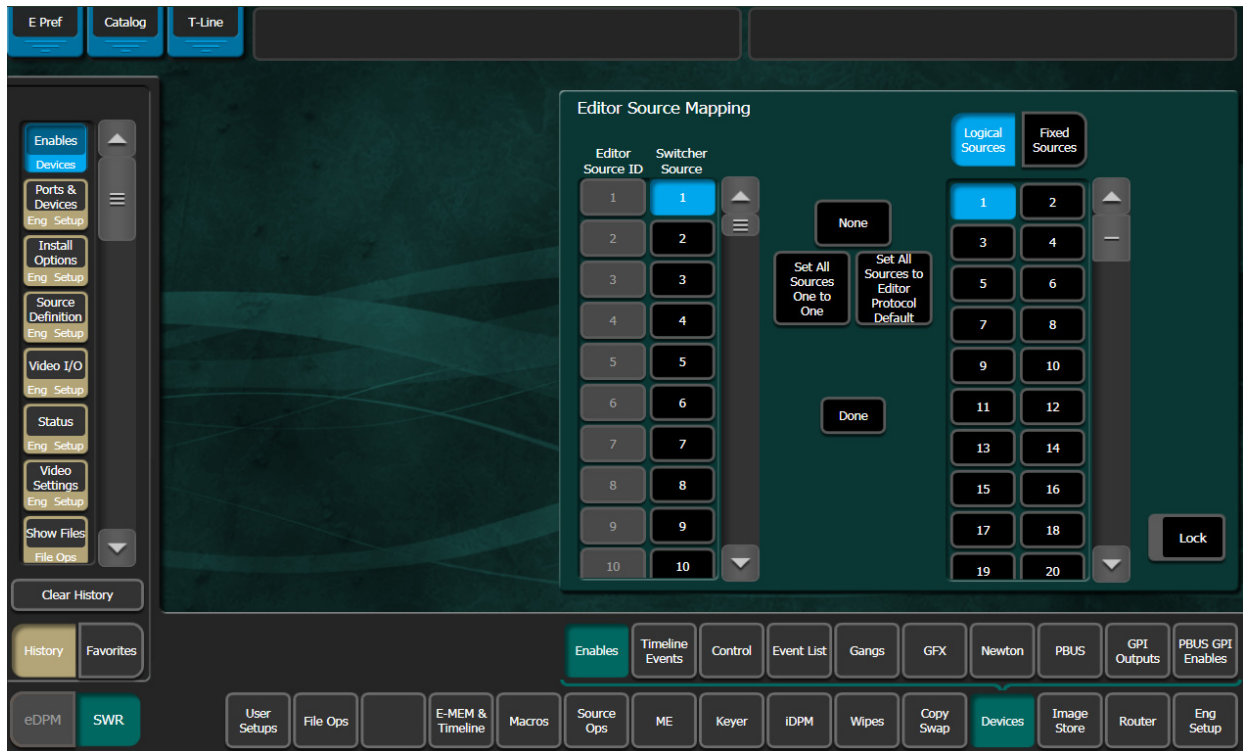 E Pref
Catalog
T-Line
Enables
Devices
Ports &
Devices
Eng Setup
Install
Options
Eng Setup
Source
Definition
Eng Setup
Video I/O
Eng Setup
Status
Eng Setup
Video
Settings
Eng Setup
Show Files
File Ops
Clear History
History
Favorites
eDPM
SWR
Editor Source Mapping
Editor
Source ID
Switcher
Source
1
1
2
2
3
3
4
4
5
5
6
6
7
7
8
8
9
9
10
10
None
Set All
Sources
One to
One
Set All
Sources to
Editor
Protocol
Default
Done
Logical
Sources
Fixed
Sources
1
2
3
4
5
6
7
8
9
10
11
12
13
14
15
16
17
18
19
20
Lock
Enables
Timeline
Events
Control
Event List
Gangs
GFX
Newton
PBUS
GPI
Outputs
PBUS GPI
Enables
User
Setups
File Ops
E-MEM &
Timeline
Macros
Source
Ops
ME
Keyer
iDPM
Wipes
Copy
Swap
Devices
Image
Store
Router
Eng
Setup